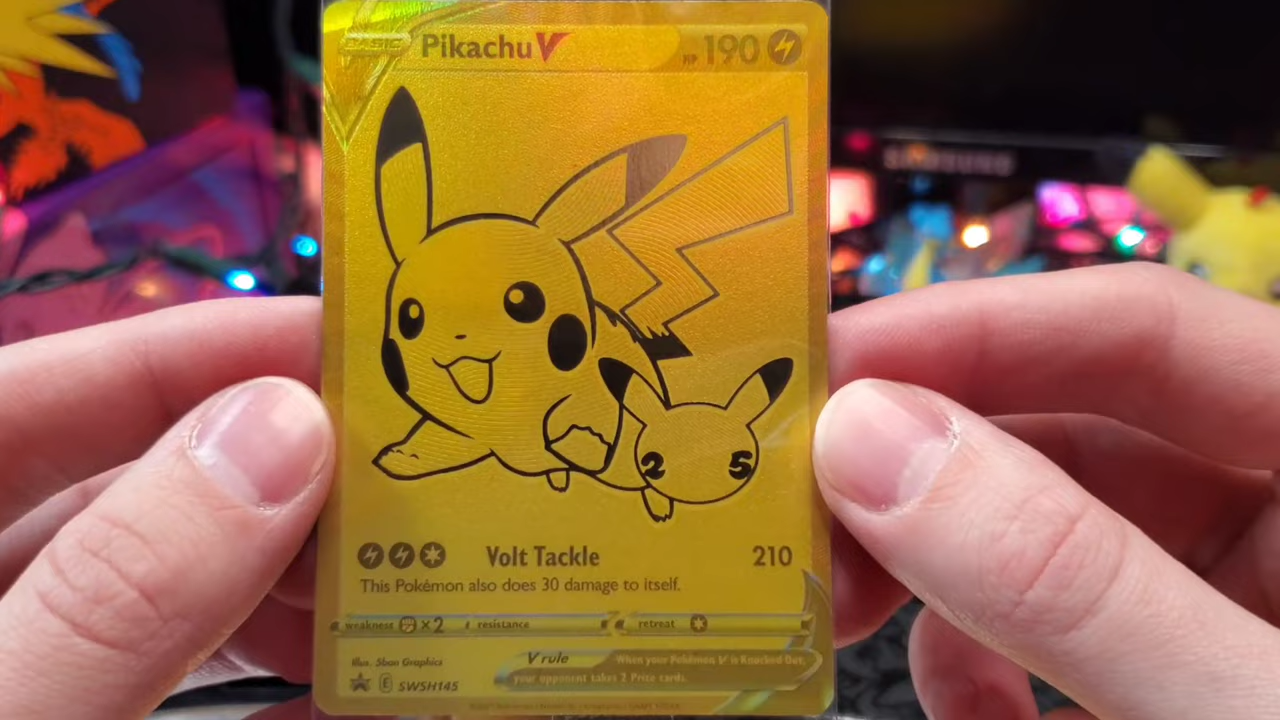 BASIC Pikachu V HP 190
SAMSUNG
2 5
Volt Tackle 210
This Pokémon also does 30 damage to itself.
weakness ×2 resistance retreat
Illus. 5ban Graphics
V rule When your Pokémon V is Knocked Out,
your opponent takes 2 Prize cards.
E SWSH145